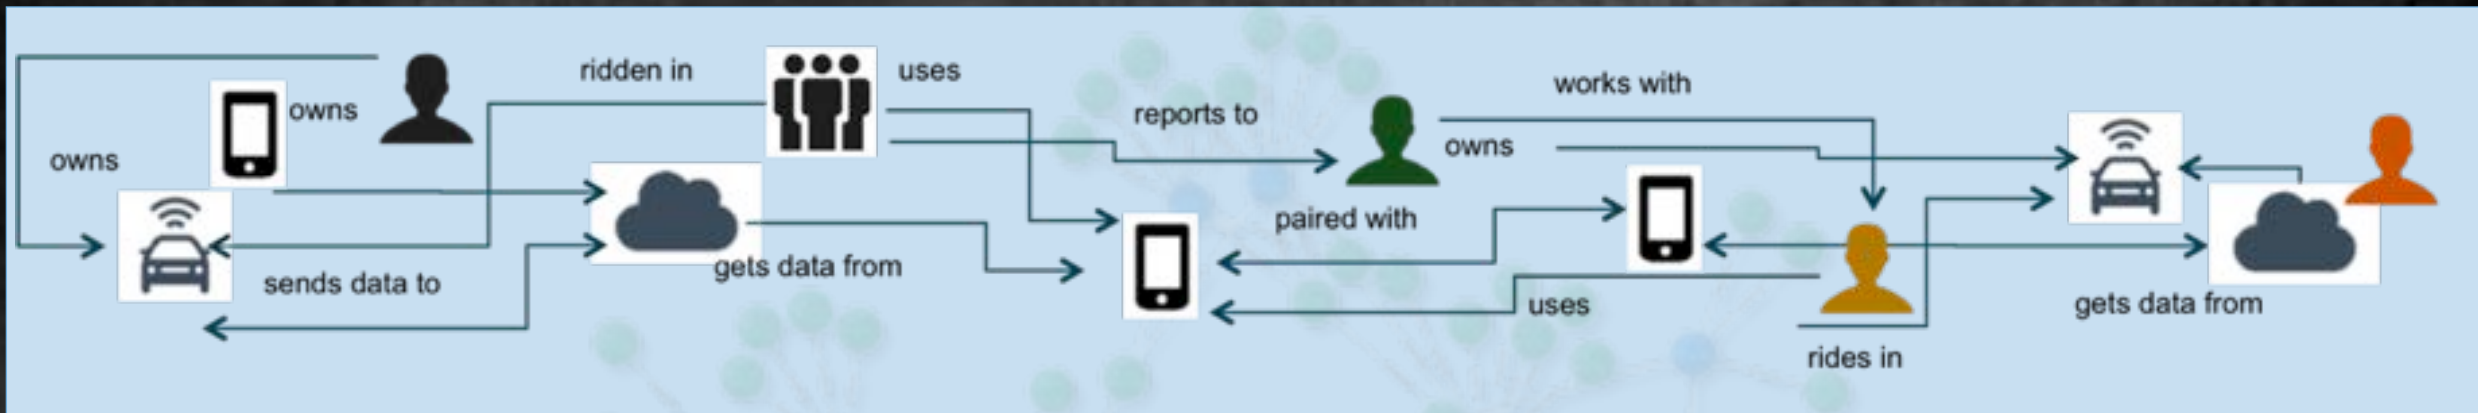 owns
owns
ridden in
uses
sends data to
gets data from
reports to
works with
owns
paired with
uses
rides in
gets data from